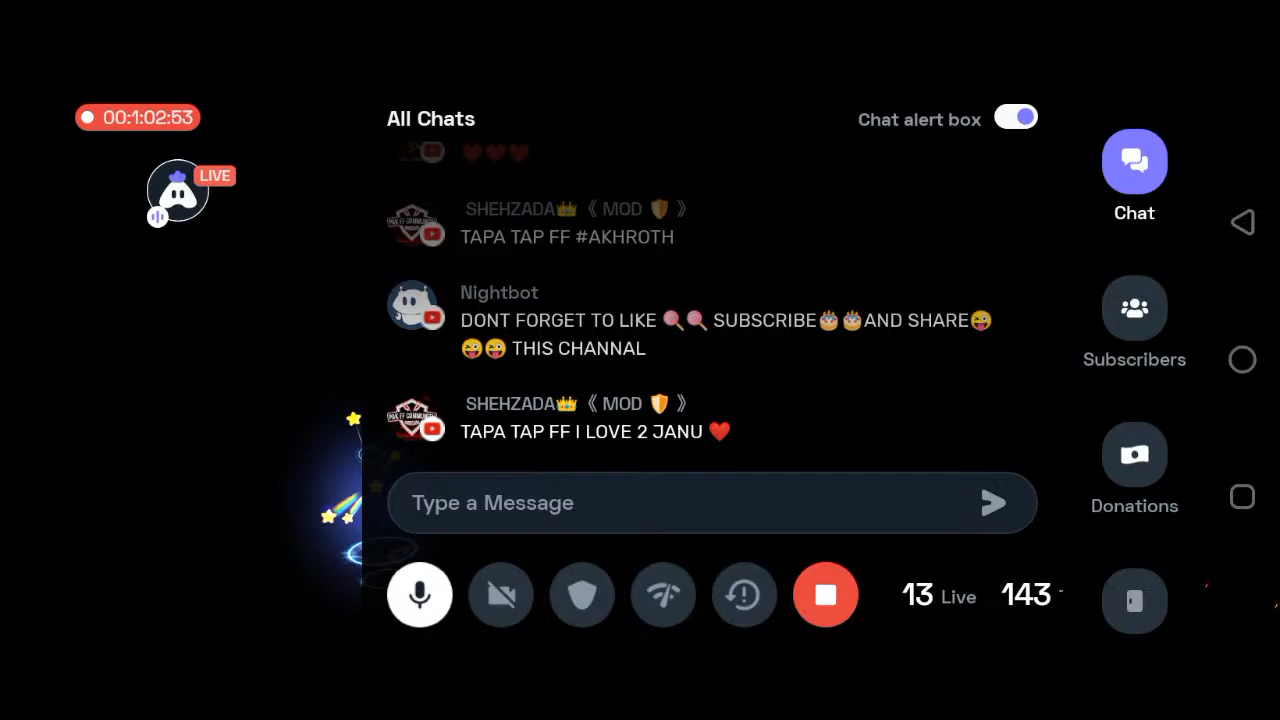 00:1:02:53
LIVE
All Chats
Chat alert box
❤️❤️❤️
SHEHZADA👑《 MOD 🛡️ 》
TAPA TAP FF #AKHROTH
Nightbot
DONT FORGET TO LIKE 🍭🍭 SUBSCRIBE🎂🎂AND SHARE😜
😜😜 THIS CHANNAL
SHEHZADA👑《 MOD 🛡️ 》
TAPA TAP FF I LOVE 2 JANU ❤️
Type a Message
13 Live 143
Chat
Subscribers
Donations